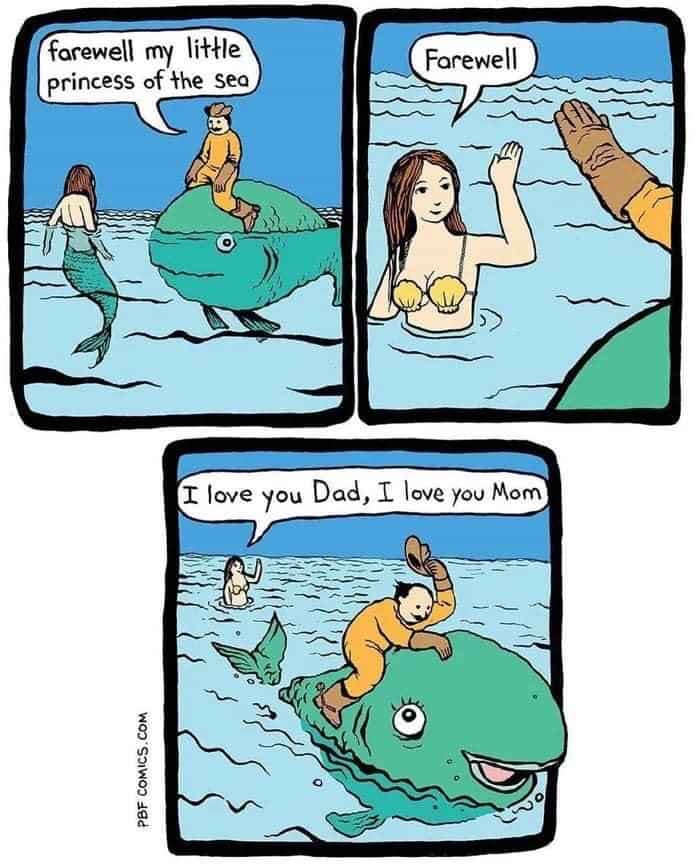 farewell my little
princess of the sea
Farewell
I love you Dad, I love you Mom
PBF COMICS.COM